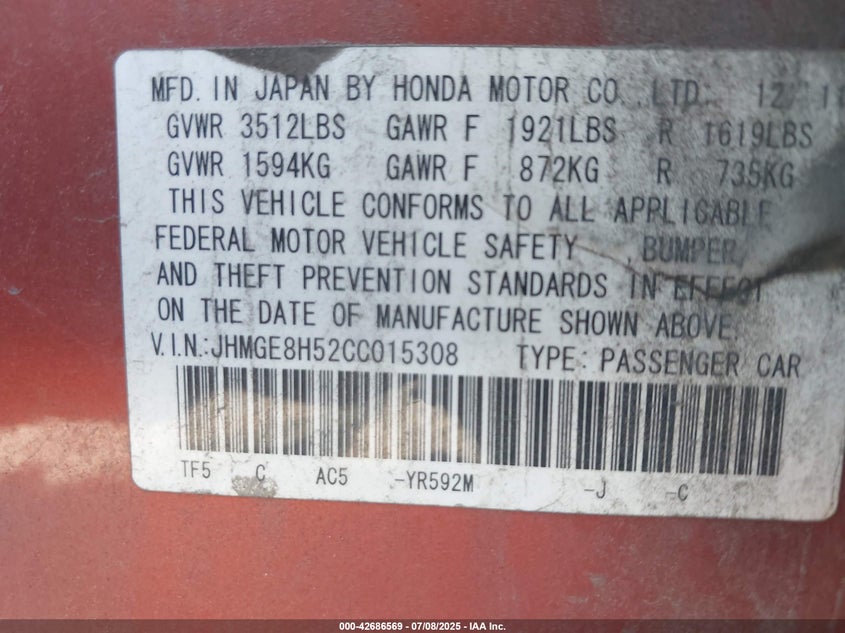 MFD. IN JAPAN BY HONDA MOTOR CO., LTD. 12/11
GVWR 3512LBS GAWR F 1921LBS R 1619LBS
GVWR 1594KG GAWR F 872KG R 735KG
THIS VEHICLE CONFORMS TO ALL APPLICABLE
FEDERAL MOTOR VEHICLE SAFETY, BUMPER,
AND THEFT PREVENTION STANDARDS IN EFFECT
ON THE DATE OF MANUFACTURE SHOWN ABOVE.
V.I.N.:JHMGE8H52CC015308 TYPE: PASSENGER CAR
TF5 C AC5 -YR592M -J -C
000-42686569 | 07/08/2025 - IAA Inc.